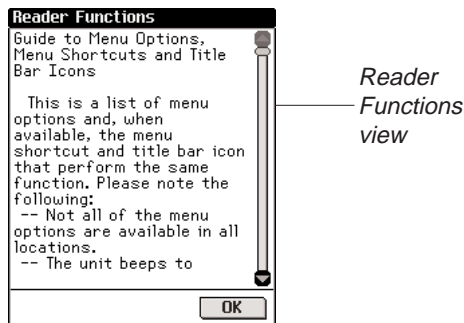 Reader Functions
Guide to Menu Options,
Menu Shortcuts and Title
Bar Icons
This is a list of menu
options and, when
available, the menu
shortcut and title bar icon
that perform the same
function. Please note the
following:
-- Not all of the menu
options are available in all
locations.
-- The unit beeps to
OK
Reader
Functions
view